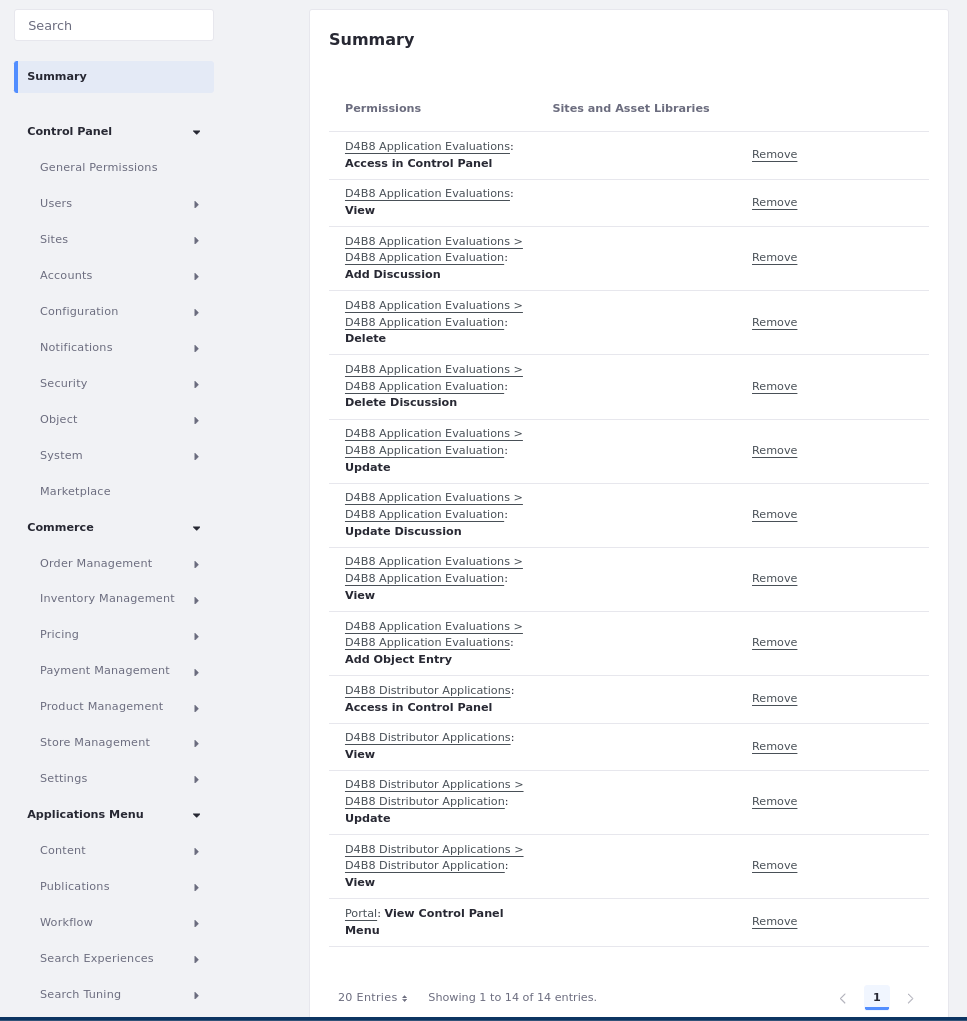 Search
Summary
Control Panel
General Permissions
Users
Sites
Accounts
Configuration
Notifications
Security
Object
System
Marketplace
Commerce
Order Management
Inventory Management
Pricing
Payment Management
Product Management
Store Management
Settings
Applications Menu
Content
Publications
Workflow
Search Experiences
Search Tuning
Summary
Permissions Sites and Asset Libraries
D4B8 Application Evaluations:
Access in Control Panel
Remove
D4B8 Application Evaluations:
View
Remove
D4B8 Application Evaluations >
D4B8 Application Evaluation:
Add Discussion
Remove
D4B8 Application Evaluations >
D4B8 Application Evaluation:
Delete
Remove
D4B8 Application Evaluations >
D4B8 Application Evaluation:
Delete Discussion
Remove
D4B8 Application Evaluations >
D4B8 Application Evaluation:
Update
Remove
D4B8 Application Evaluations >
D4B8 Application Evaluation:
Update Discussion
Remove
D4B8 Application Evaluations >
D4B8 Application Evaluation:
View
Remove
D4B8 Application Evaluations >
D4B8 Application Evaluations:
Add Object Entry
Remove
D4B8 Distributor Applications:
Access in Control Panel
Remove
D4B8 Distributor Applications:
View
Remove
D4B8 Distributor Applications >
D4B8 Distributor Application:
Update
Remove
D4B8 Distributor Applications >
D4B8 Distributor Application:
View
Remove
Portal: View Control Panel
Menu
Remove
20 Entries Showing 1 to 14 of 14 entries. 1